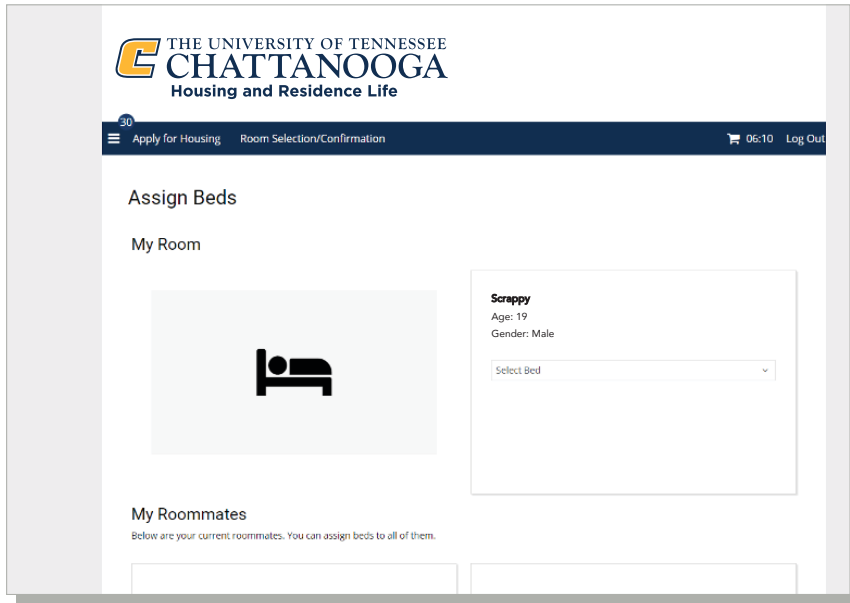 THE UNIVERSITY OF TENNESSEE
CHATTANOOGA
Housing and Residence Life
30
Apply for Housing Room Selection/Confirmation 06:10 Log Out
Assign Beds
My Room
Scrappy
Age: 19
Gender: Male
Select Bed
My Roommates
Below are your current roommates. You can assign beds to all of them.